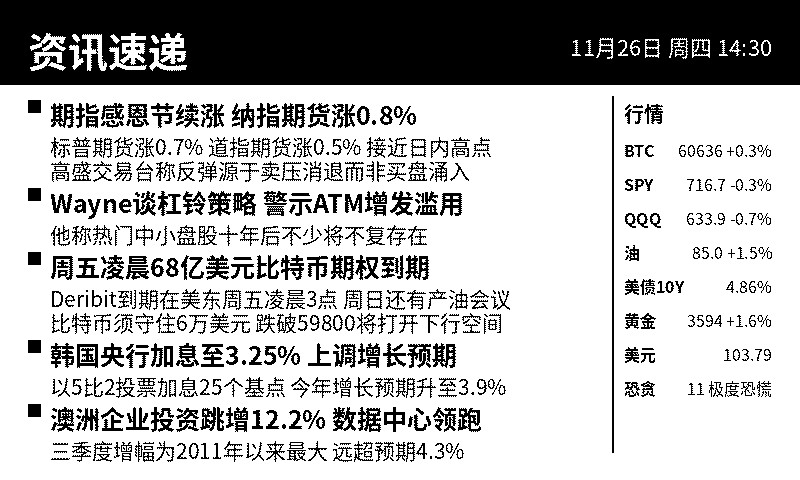 资讯速递
11月26日 周四 14:30
期指感恩节续涨 纳指期货涨0.8%
标普期货涨0.7% 道指期货涨0.5% 接近日内高点
高盛交易台称反弹源于卖压消退而非买盘涌入
Wayne谈杠铃策略 警示ATM增发滥用
他称热门中小盘股十年后不少将不复存在
周五凌晨68亿美元比特币期权到期
Deribit到期在美东周五凌晨3点 周日还有产油会议
比特币须守住6万美元 跌破59800将打开下行空间
韩国央行加息至3.25% 上调增长预期
以5比2投票加息25个基点 今年增长预期升至3.9%
澳洲企业投资跳增12.2% 数据中心领跑
三季度增幅为2011年以来最大 远超预期4.3%
行情
BTC 60636 +0.3%
SPY 716.7 -0.3%
QQQ 633.9 -0.7%
油 85.0 +1.5%
美债10Y 4.86%
黄金 3594 +1.6%
美元 103.79
恐贪 11 极度恐慌